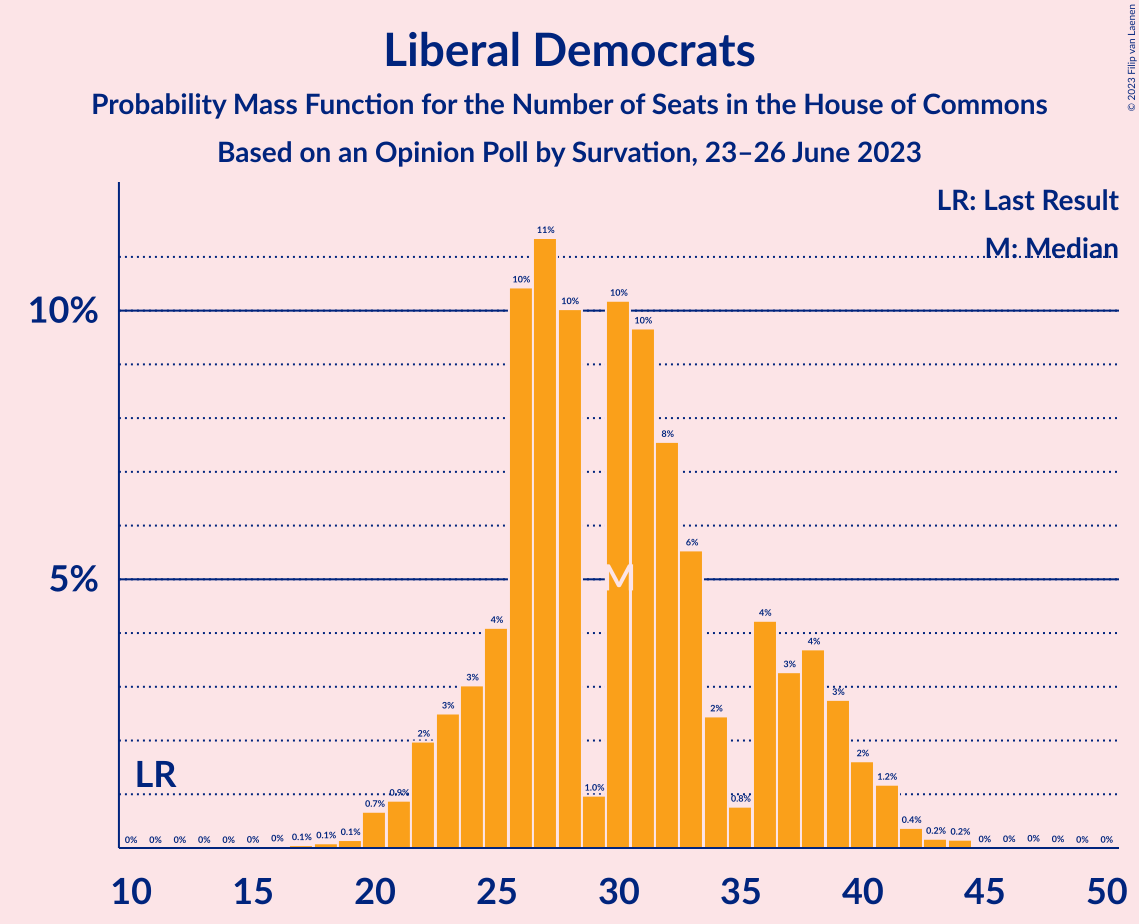 © 2023 Filip van Laenen
Liberal Democrats
Probability Mass Function for the Number of Seats in the House of Commons
Based on an Opinion Poll by Survation, 23–26 June 2023
LR: Last Result
M: Median
10%
5%
LR
M
0% 0% 0% 0% 0% 0% 0% 0.1% 0.1% 0.1% 0.7% 0.9% 2% 3% 3% 4% 10% 11% 10% 1.0% 10% 10% 8% 6% 2% 0.8% 4% 3% 4% 3% 2% 1.2% 0.4% 0.2% 0.2% 0% 0% 0% 0% 0% 0%
10 15 20 25 30 35 40 45 50